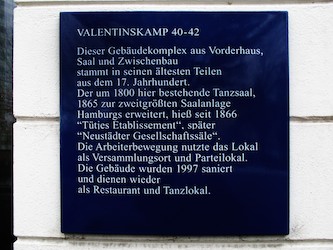 VALENTINSKAMP 40-42
Dieser Gebäudekomplex aus Vorderhaus,
Saal und Zwischenbau
stammt in seinen ältesten Teilen
aus dem 17. Jahrhundert.
Der um 1800 hier bestehende Tanzsaal,
1865 zur zweitgrößten Saalanlage
Hamburgs erweitert, hieß seit 1866
“Tütjes Etablissement”, später
“Neustädter Gesellschaftssäle”.
Die Arbeiterbewegung nutzte das Lokal
als Versammlungsort und Parteilokal.
Die Gebäude wurden 1997 saniert
und dienen wieder
als Restaurant und Tanzlokal.